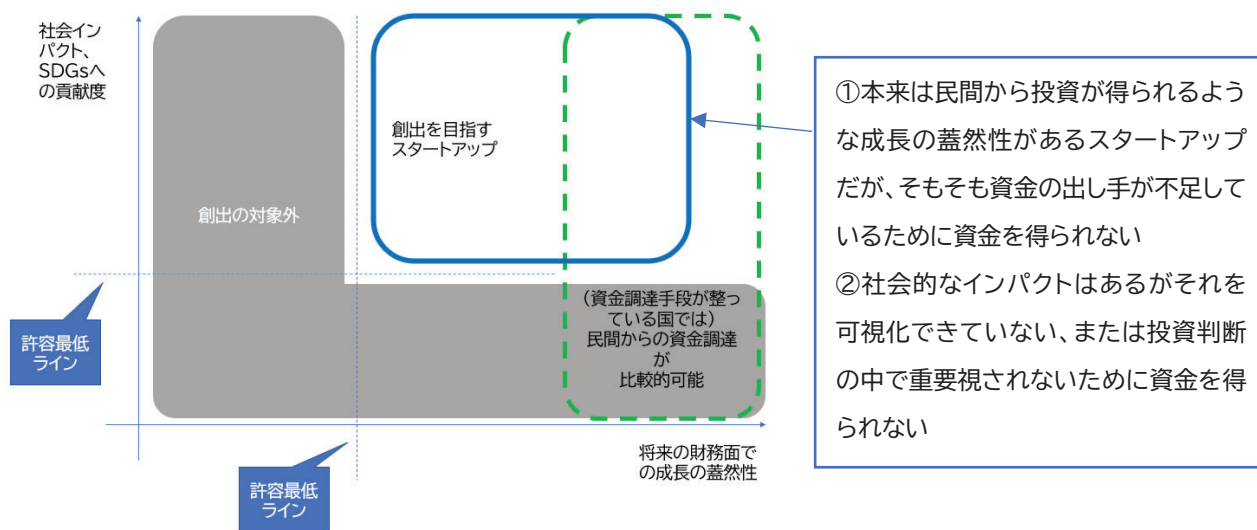 社会イン
パクト、
SDGsへ
の貢献度
創出を目指す
スタートアップ
創出の対象外
（資金調達手段が整っ
ている国では）
民間からの資金調達
が
比較的可能
許容最低
ライン
将来の財務面で
の成長の蓋然性
許容最低
ライン
①本来は民間から投資が得られるよう
な成長の蓋然性があるスタートアップ
だが、そもそも資金の出し手が不足して
いるために資金を得られない
②社会的なインパクトはあるがそれを
可視化できていない、または投資判断
の中で重要視されないために資金を得
られない